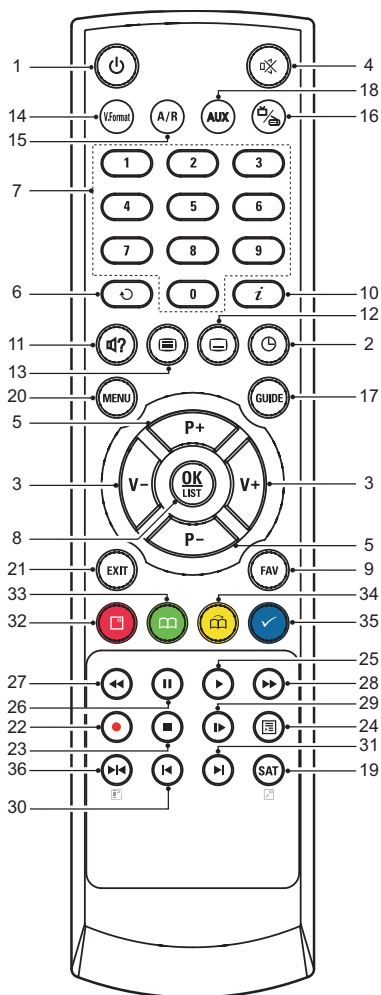 1
4
18
14
V.Format
A/R
AUX
16
15
7
1 2 3
4 5 6
7 8 9
6
0
i
10
12
11
?
2
13
20
MENU
GUIDE
17
5
P+
3
V-
OK
LIST
V+
3
8
P-
5
21
EXIT
FAV
9
33
34
32
35
25
27
28
26
29
22
24
23
31
36
SAT
19
30